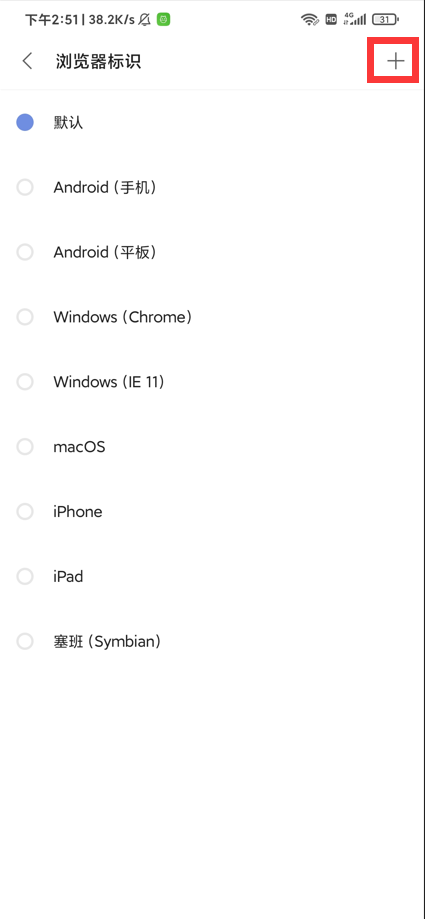 下午2:51 | 38.2K/s
HD 4G 31
浏览器标识
默认
Android (手机)
Android (平板)
Windows (Chrome)
Windows (IE 11)
macOS
iPhone
iPad
塞班 (Symbian)